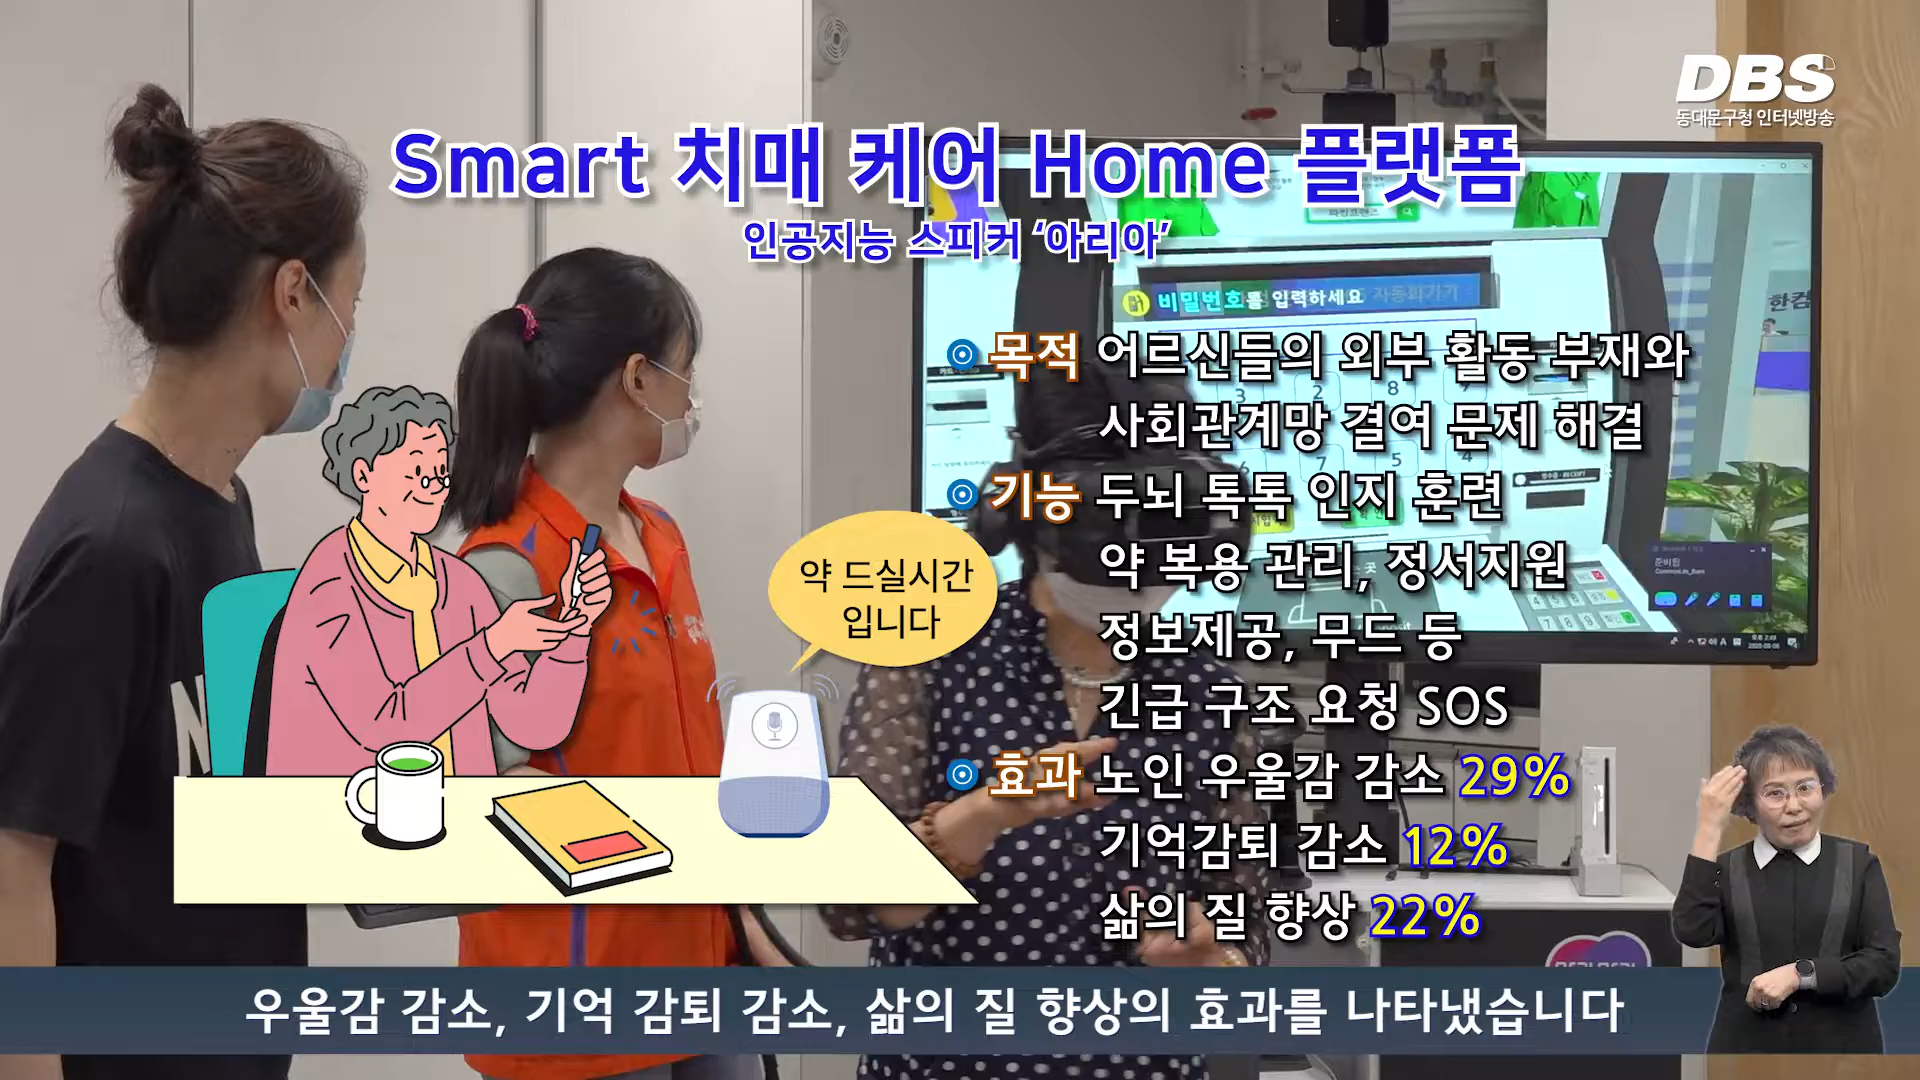 DBS
동대문구청 인터넷방송
Smart 치매 케어 Home 플랫폼
인공지능 스피커 ‘아리아’
비밀번호를 입력하세요
목적 어르신들의 외부 활동 부재와
사회관계망 결여 문제 해결
기능 두뇌 톡톡 인지 훈련
약 복용 관리, 정서지원
정보제공, 무드 등
긴급 구조 요청 SOS
효과 노인 우울감 감소 29%
기억감퇴 감소 12%
삶의 질 향상 22%
약 드실시간
입니다
한컴
준비됨
우울감 감소, 기억 감퇴 감소, 삶의 질 향상의 효과를 나타냈습니다